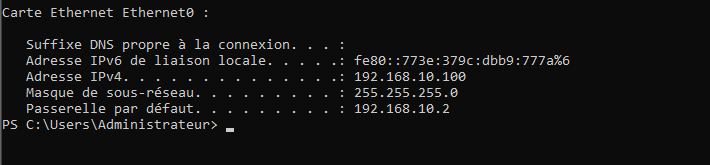 Carte Ethernet Ethernet0 :
Suffixe DNS propre à la connexion. . . :
Adresse IPv6 de liaison locale. . . . .: fe80::773e:379c:dbb9:777a%6
Adresse IPv4. . . . . . . . . . . . . .: 192.168.10.100
Masque de sous-réseau. . . . . . . . . : 255.255.255.0
Passerelle par défaut. . . . . . . . . : 192.168.10.2
PS C:\Users\Administrateur>